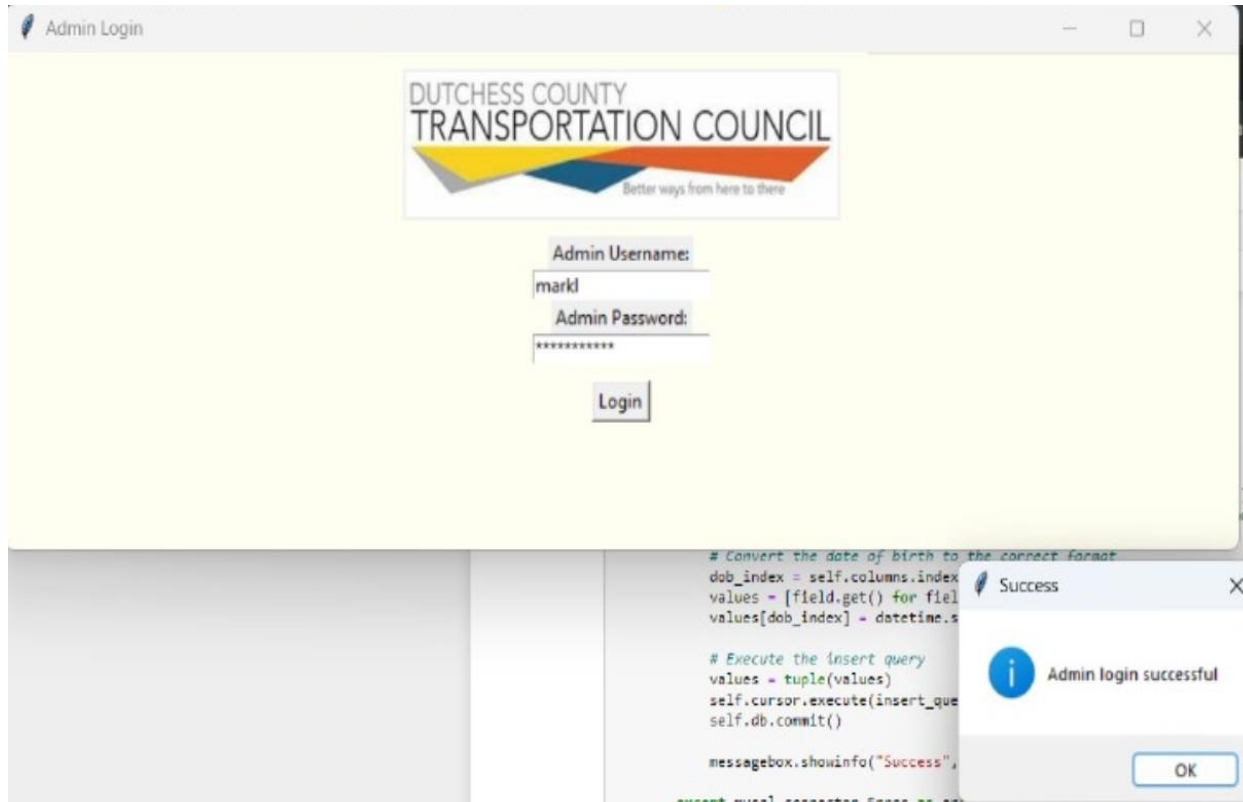 Admin Login
DUTCHESS COUNTY
TRANSPORTATION COUNCIL
Better ways from here to there
Admin Username:
markl
Admin Password:
***********
Login
# Convert the date of birth to the correct format
dob_index = self.columns.index
values = [field.get() for fiel
values[dob_index] = datetime.s
# Execute the insert query
values = tuple(values)
self.cursor.execute(insert_que
self.db.commit()
messagebox.showinfo("Success",
Success
Admin login successful
OK